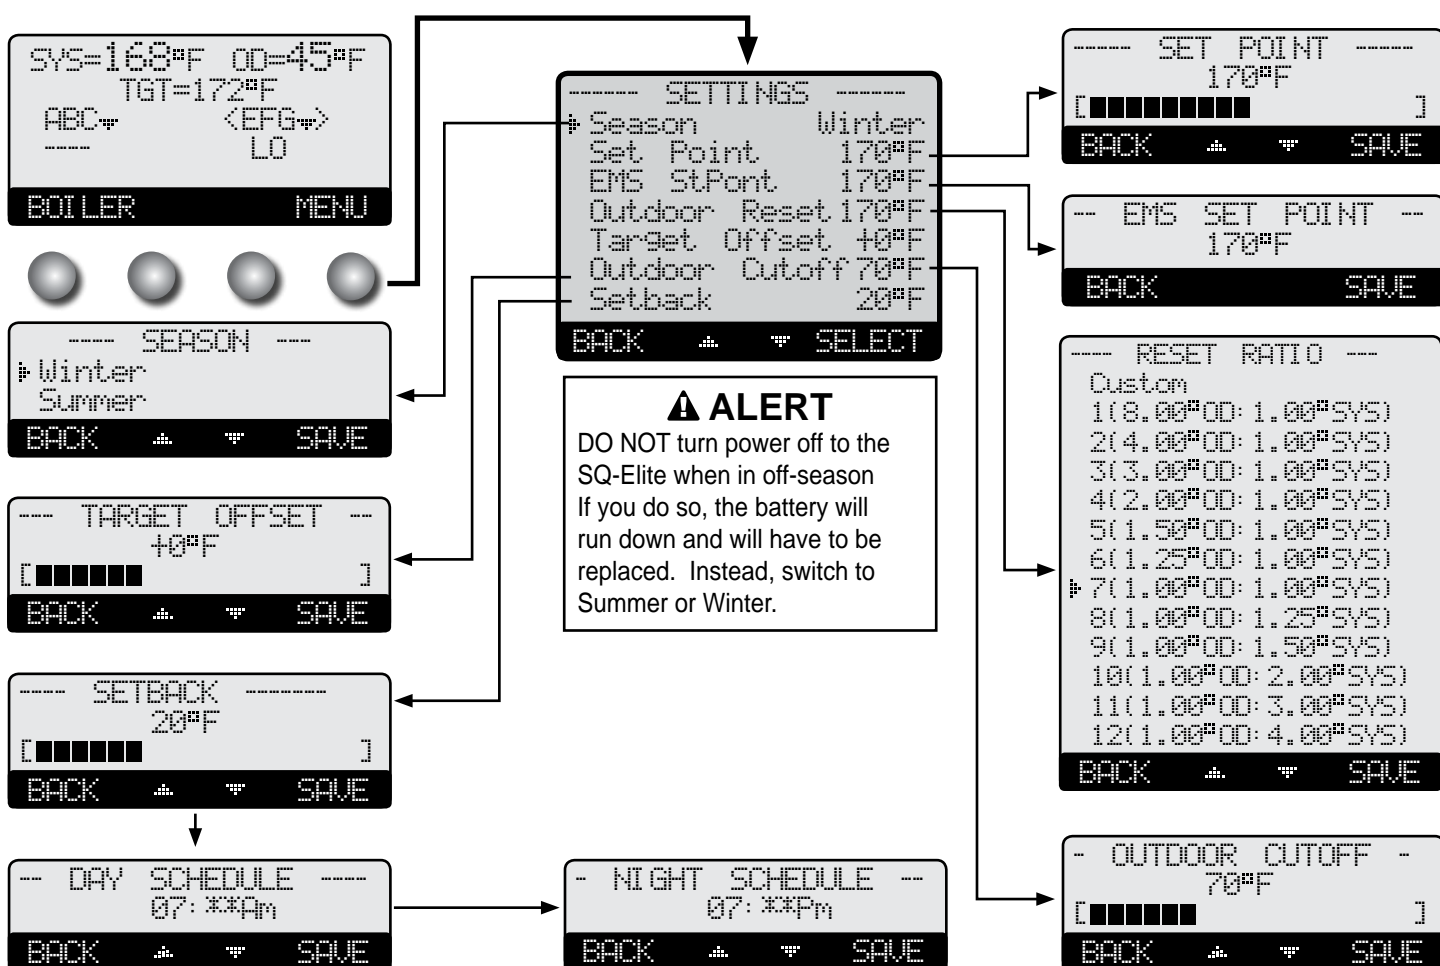 SYS=168°F OD=45°F
TGT=172°F
ABC <EFG>
---- LO
BOILER MENU
------ SETTINGS ------
Season Winter
Set Point 170°F
EMS StPont 170°F
Outdoor Reset 170°F
Target Offset +0°F
Outdoor Cutoff 70°F
Setback 20°F
BACK SELECT
----- SET POINT -----
170°F
[ ]
BACK SAVE
-- EMS SET POINT --
170°F
BACK SAVE
---- SEASON ---
Winter
Summer
BACK SAVE
--- TARGET OFFSET --
+0°F
[ ]
BACK SAVE
---- SETBACK -------
20°F
[ ]
BACK SAVE
-- DAY SCHEDULE ----
07:**Am
BACK SAVE
- NIGHT SCHEDULE --
07:**Pm
BACK SAVE
ALERT
DO NOT turn power off to the
SQ-Elite when in off-season
If you do so, the battery will
run down and will have to be
replaced. Instead, switch to
Summer or Winter.
---- RESET RATIO ---
Custom
1(8.00°OD:1.00°SYS)
2(4.00°OD:1.00°SYS)
3(3.00°OD:1.00°SYS)
4(2.00°OD:1.00°SYS)
5(1.50°OD:1.00°SYS)
6(1.25°OD:1.00°SYS)
7(1.00°OD:1.00°SYS)
8(1.00°OD:1.25°SYS)
9(1.00°OD:1.50°SYS)
10(1.00°OD:2.00°SYS)
11(1.00°OD:3.00°SYS)
12(1.00°OD:4.00°SYS)
BACK SAVE
- OUTDOOR CUTOFF -
70°F
[ ]
BACK SAVE